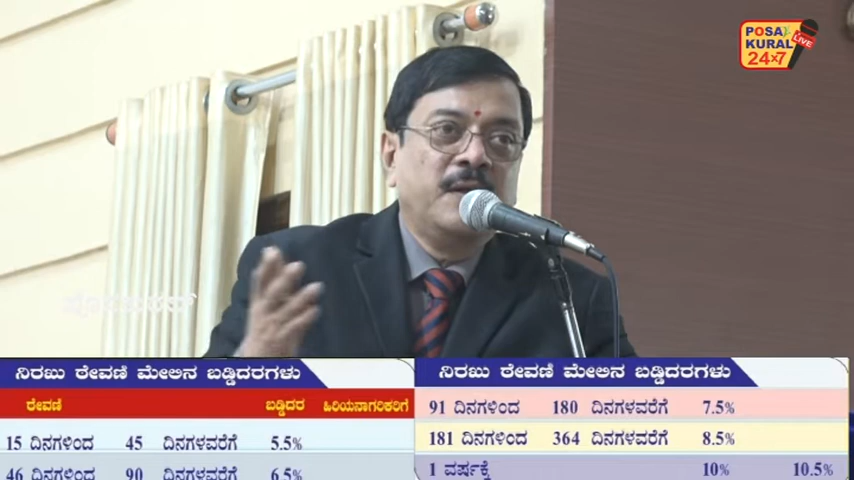 POSA
KURAL
LIVE
24x7
ಪೊಸಕುರಲ್
ನಿರಖು ಠೇವಣಿ ಮೇಲಿನ ಬಡ್ಡಿದರಗಳು
ಠೇವಣಿ ಬಡ್ಡಿದರ ಹಿರಿಯನಾಗರಿಕರಿಗೆ
15 ದಿನಗಳಿಂದ 45 ದಿನಗಳವರೆಗೆ 5.5%
46 ದಿನಗಳಿಂದ 90 ದಿನಗಳವರೆಗೆ 6.5%
ನಿರಖು ಠೇವಣಿ ಮೇಲಿನ ಬಡ್ಡಿದರಗಳು
91 ದಿನಗಳಿಂದ 180 ದಿನಗಳವರೆಗೆ 7.5%
181 ದಿನಗಳಿಂದ 364 ದಿನಗಳವರೆಗೆ 8.5%
1 ವರ್ಷಕ್ಕೆ 10% 10.5%